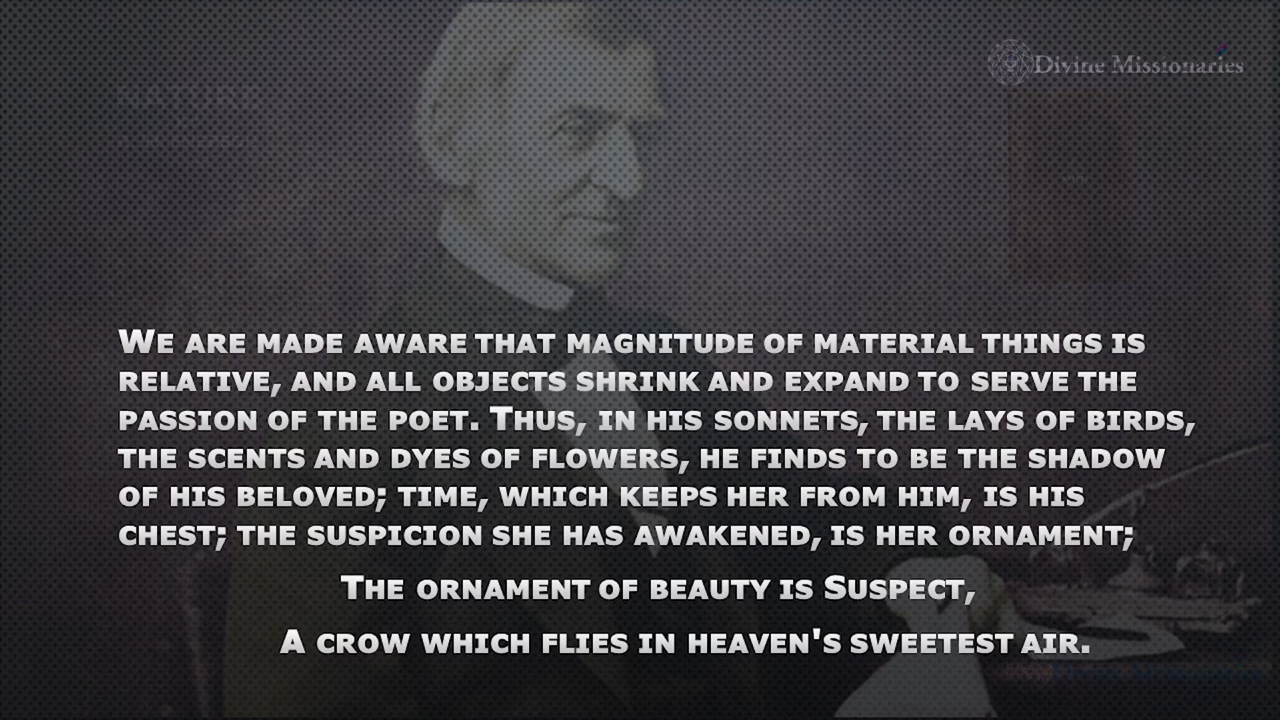 Divine Missionaries
NATURE
We are made aware that magnitude of material things is
relative, and all objects shrink and expand to serve the
passion of the poet. Thus, in his sonnets, the lays of birds,
the scents and dyes of flowers, he finds to be the shadow
of his beloved; time, which keeps her from him, is his
chest; the suspicion she has awakened, is her ornament;
The ornament of beauty is Suspect,
A crow which flies in heaven's sweetest air.